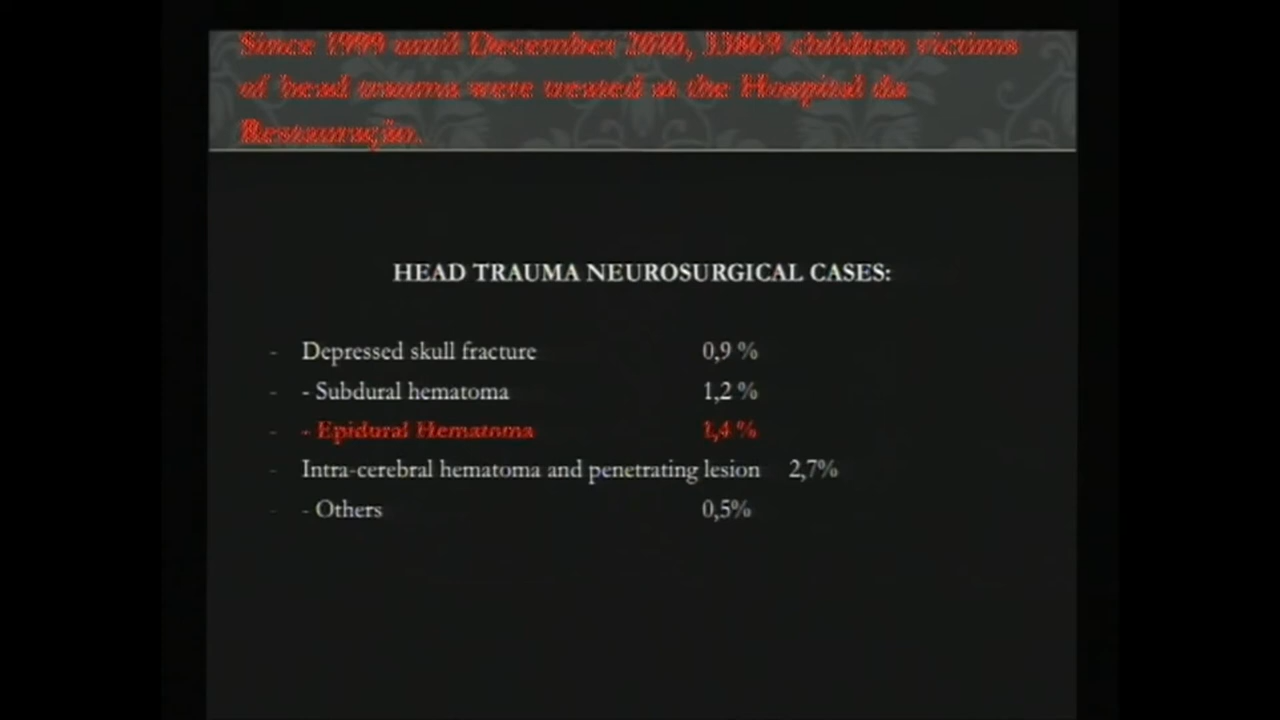 Since 1999 until December children victims
of head trauma were treated at the Hospital da
Restauração.
HEAD TRAUMA NEUROSURGICAL CASES:
- Depressed skull fracture 0,9 %
- - Subdural hematoma 1,2 %
- - Epidural Hematoma 1,4 %
- Intra-cerebral hematoma and penetrating lesion 2,7%
- - Others 0,5%